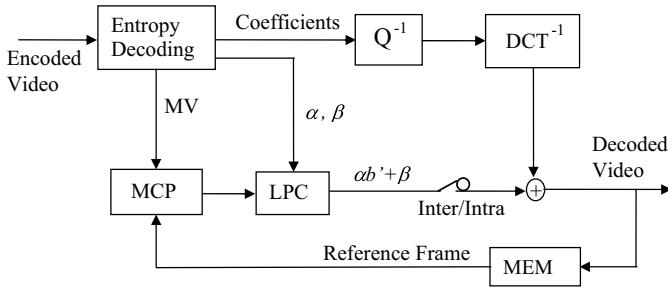 Encoded
Video
Entropy
Decoding
Coefficients
Q⁻¹
DCT⁻¹
MV
α, β
Decoded
Video
MCP
LPC
αb'+β
+
Inter/Intra
Reference Frame
MEM